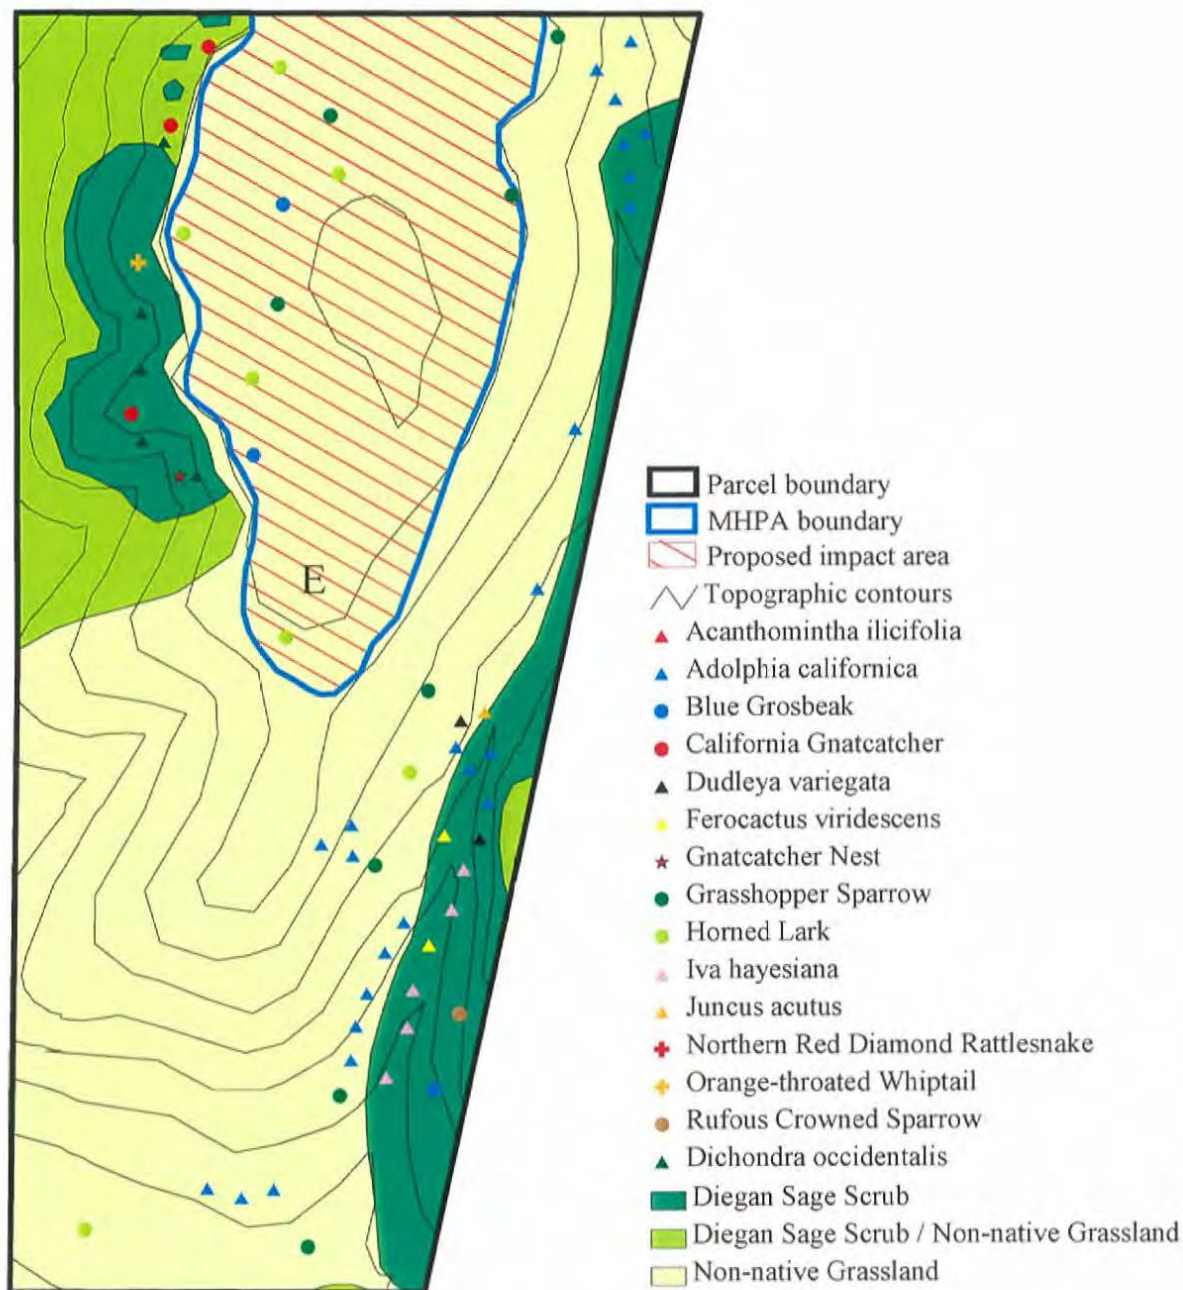 E
Parcel boundary
MHPA boundary
Proposed impact area
Topographic contours
Acanthomintha ilicifolia
Adolphia californica
Blue Grosbeak
California Gnatcatcher
Dudleya variegata
Ferocactus viridescens
Gnatcatcher Nest
Grasshopper Sparrow
Horned Lark
Iva hayesiana
Juncus acutus
Northern Red Diamond Rattlesnake
Orange-throated Whiptail
Rufous Crowned Sparrow
Dichondra occidentalis
Diegan Sage Scrub
Diegan Sage Scrub / Non-native Grassland
Non-native Grassland